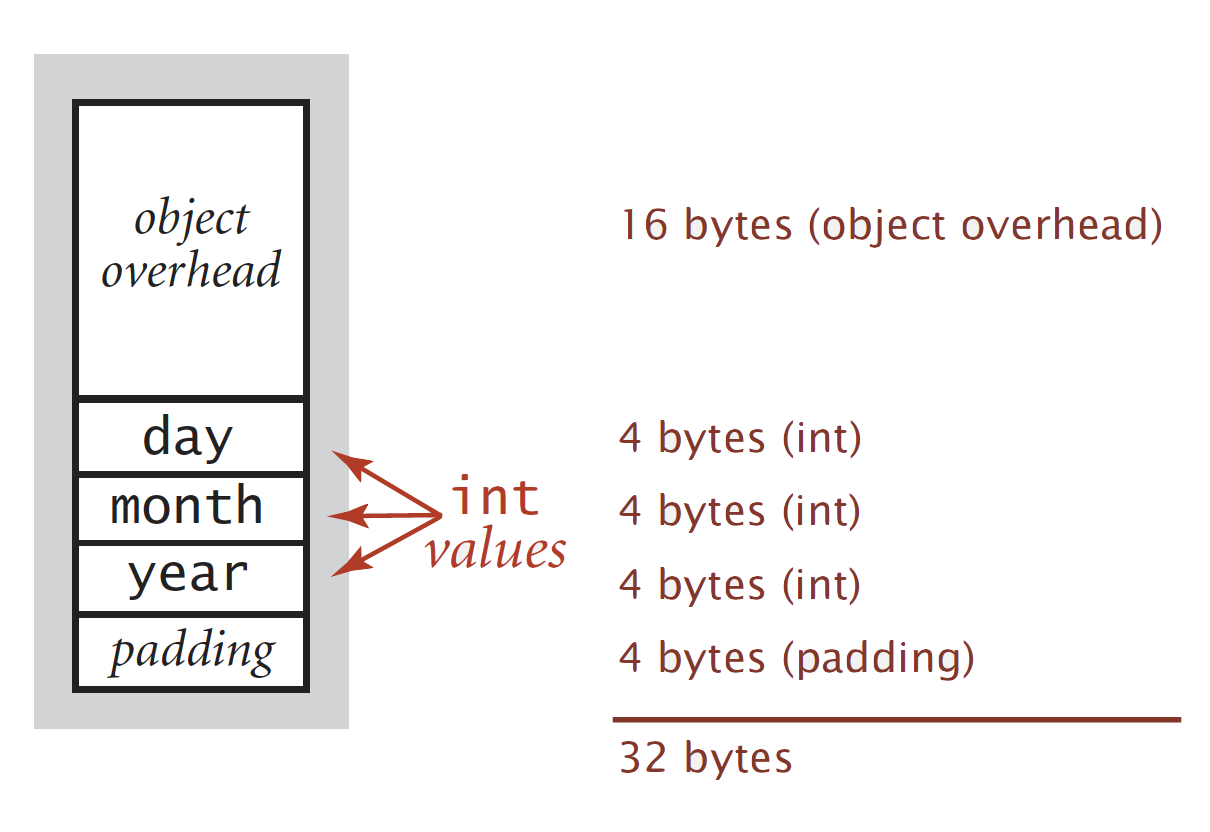 object
overhead
16 bytes (object overhead)
day
4 bytes (int)
int
values
month
4 bytes (int)
year
4 bytes (int)
padding
4 bytes (padding)
32 bytes